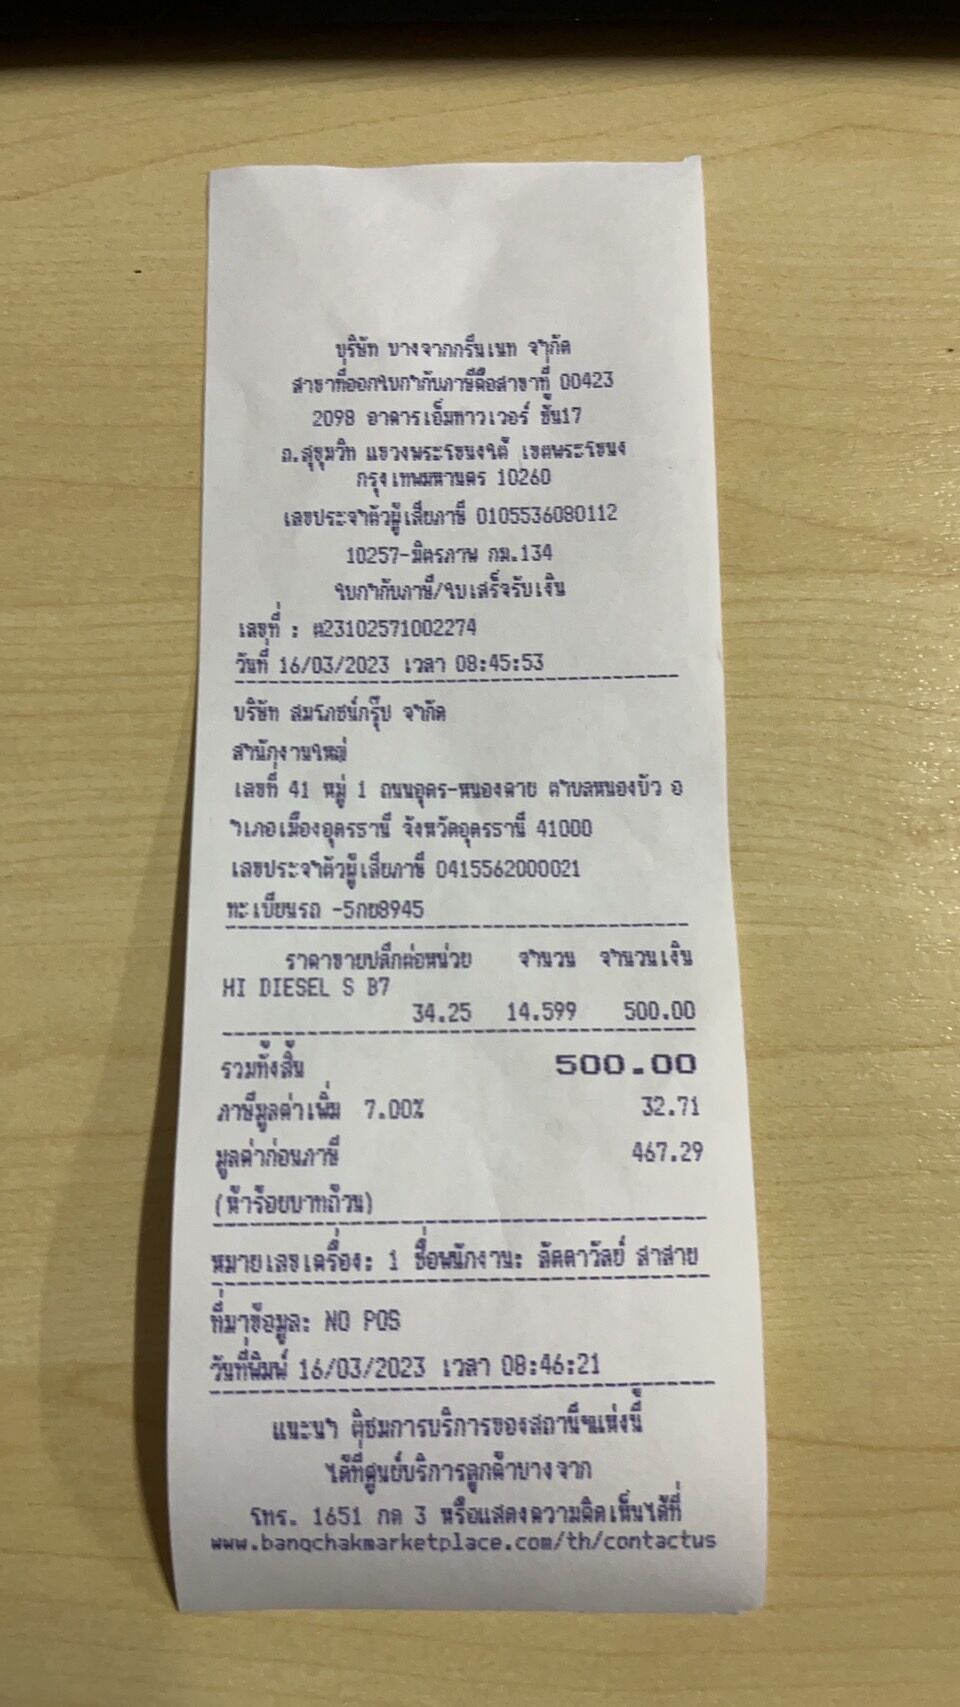 บริษัท บางจากกรีนเนท จำกัด
สาขาที่ออกใบกำกับภาษีคือสาขาที่ 00423
2098 อาคารเอ็มทาวเวอร์ ชั้น17
ถ.สุขุมวิท แขวงพระโขนงใต้ เขตพระโขนง
กรุงเทพมหานคร 10260
เลขประจำตัวผู้เสียภาษี 0105536080112
10257-มิตรภาพ กม.134
ใบกำกับภาษี/ใบเสร็จรับเงิน
เลขที่ : #23102571002274
วันที่ 16/03/2023 เวลา 08:45:53
บริษัท สมโภชน์กรุ๊ป จำกัด
สำนักงานใหญ่
เลขที่ 41 หมู่ 1 ถนนอุดร-หนองคาย ตำบลหนองบัว อ
ำเภอเมืองอุดรธานี จังหวัดอุดรธานี 41000
เลขประจำตัวผู้เสียภาษี 0415562000021
ทะเบียนรถ -5กย8945
ราคาขายปลีกต่อหน่วย จำนวน จำนวนเงิน
HI DIESEL S B7
34.25 14.599 500.00
รวมทั้งสิ้น 500.00
ภาษีมูลค่าเพิ่ม 7.00% 32.71
มูลค่าก่อนภาษี 467.29
(ห้าร้อยบาทถ้วน)
หมายเลขเครื่อง: 1 ชื่อพนักงาน: ลัดดาวัลย์ สาสาย
ที่มาข้อมูล: NO POS
วันที่พิมพ์ 16/03/2023 เวลา 08:46:21
แนะนำ ติชมการบริการของสถานีฯแห่งนี้
ได้ที่ศูนย์บริการลูกค้าบางจาก
โทร. 1651 กด 3 หรือแสดงความคิดเห็นได้ที่
www.bangchakmarketplace.com/th/contactus